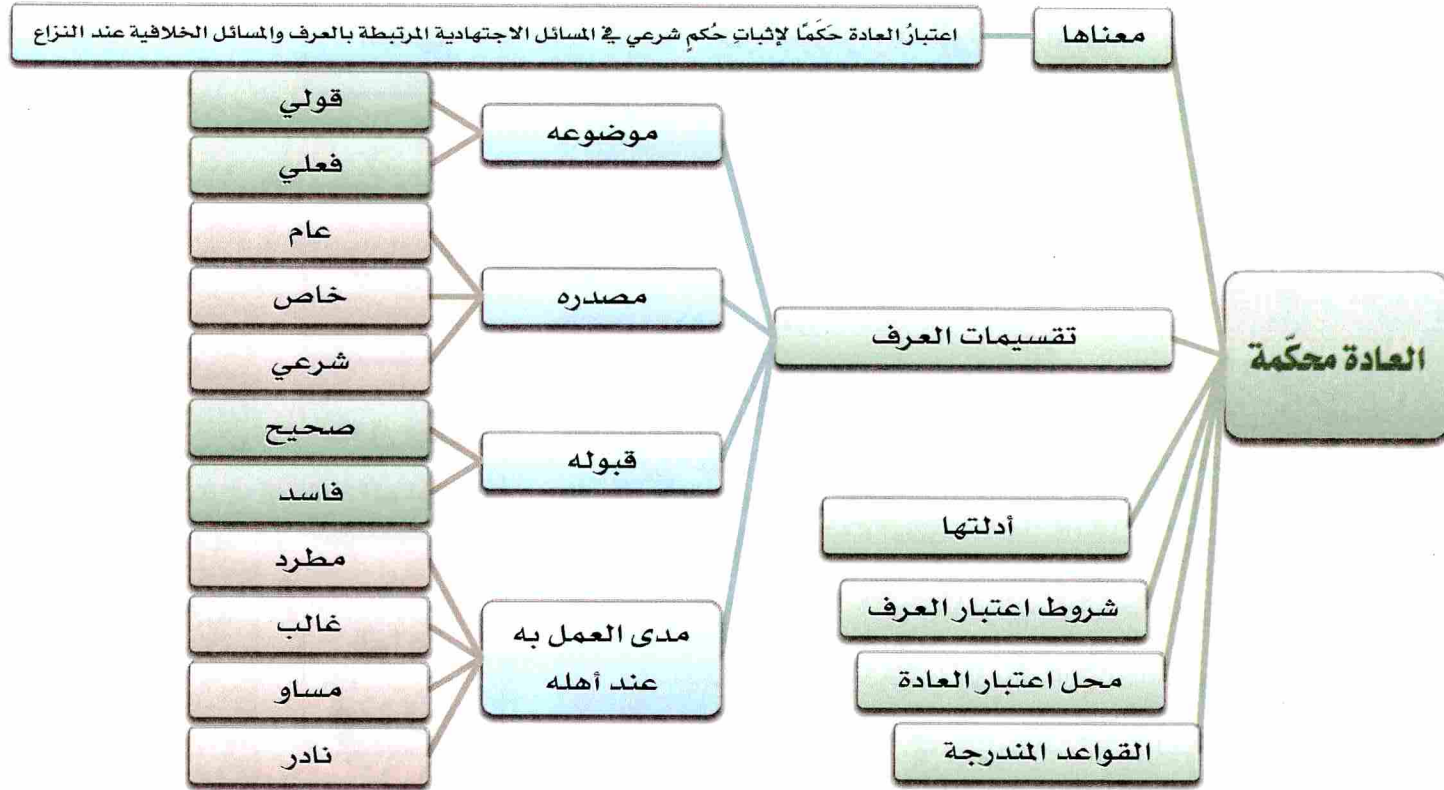 العادة محكّمة
معناها
اعتبارُ العادة حَكَمًا لإثباتِ حُكمٍ شرعي في المسائل الاجتهادية المرتبطة بالعرف والمسائل الخلافية عند النزاع
تقسيمات العرف
موضوعه
قولي
فعلي
مصدره
عام
خاص
شرعي
قبوله
صحيح
فاسد
مدى العمل به
عند أهله
مطرد
غالب
مساو
نادر
أدلتها
شروط اعتبار العرف
محل اعتبار العادة
القواعد المندرجة